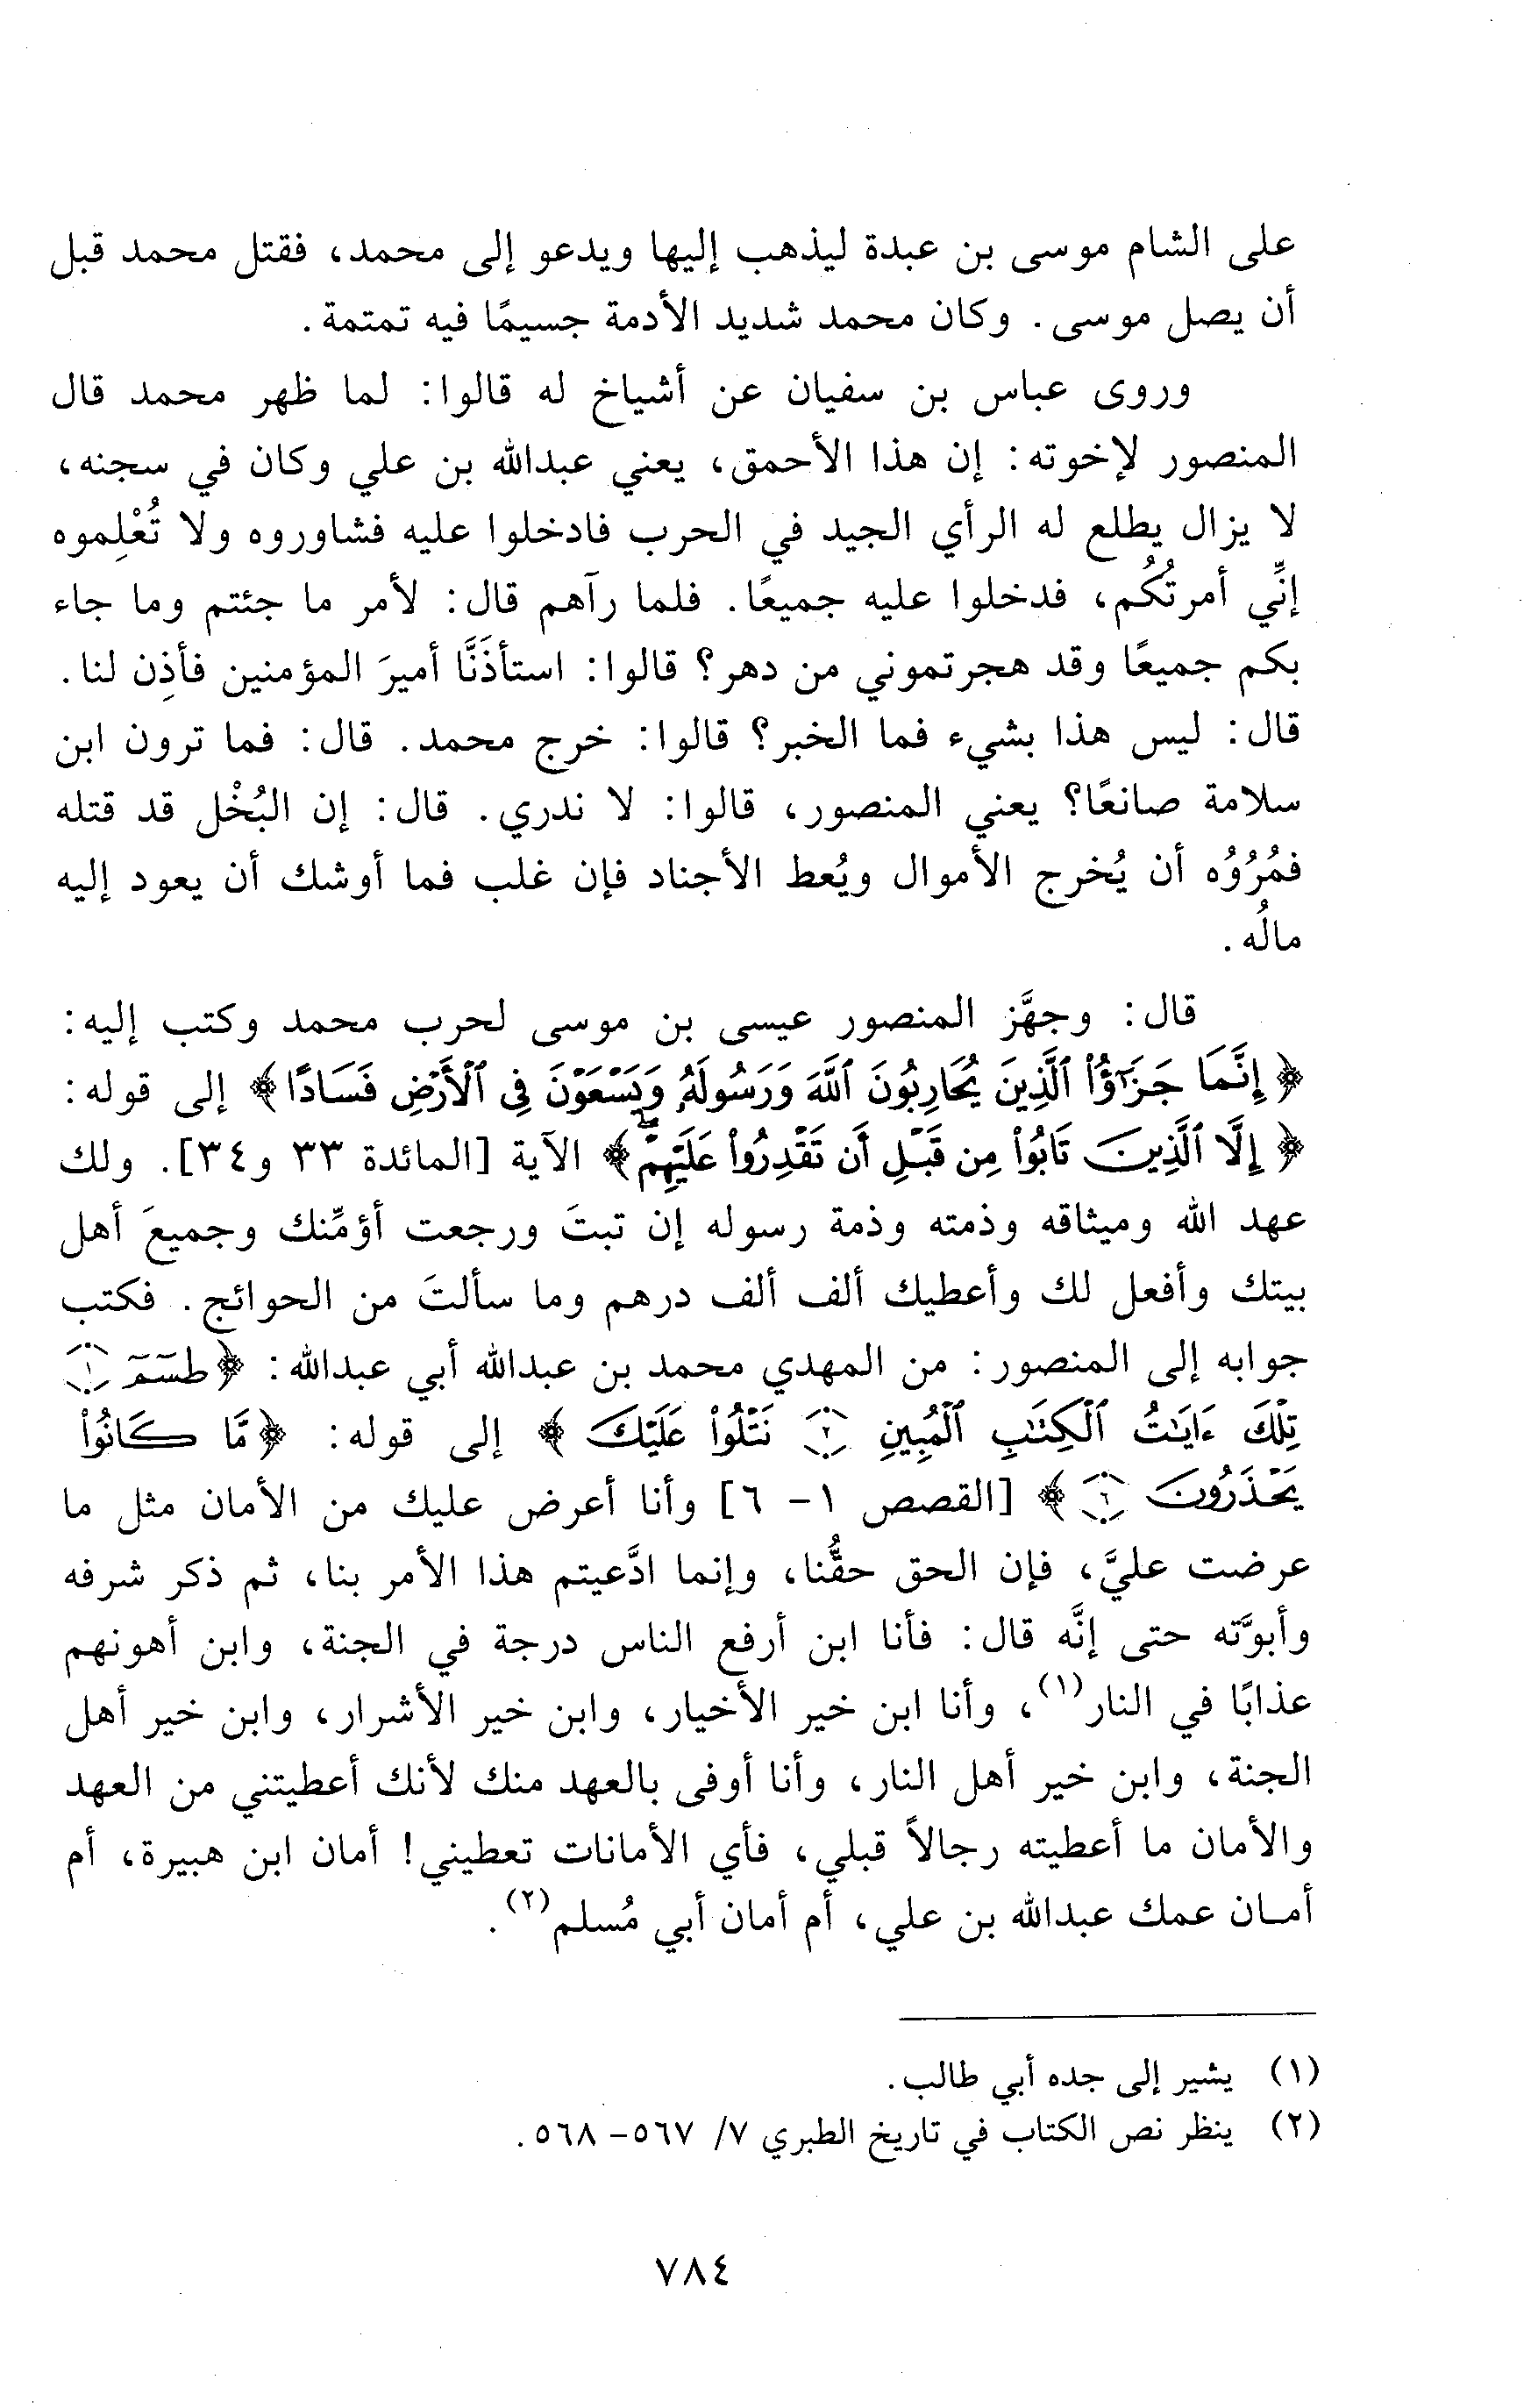 على الشام موسى بن عبدة ليذهب إليها ويدعو إلى محمد، فقتل محمد قبل
أن يصل موسى. وكان محمد شديد الأدمة جسيمًا فيه تمتمة.
وروى عباس بن سفيان عن أشياخ له قالوا: لما ظهر محمد قال
المنصور لإخوته: إن هذا الأحمق، يعني عبدالله بن علي وكان في سجنه،
لا يزال يطلع له الرأي الجيد في الحرب فادخلوا عليه فشاوروه ولا تُعْلِموه
إنِّي أمرتُكُم، فدخلوا عليه جميعًا. فلما رآهم قال: لأمر ما جئتم وما جاء
بكم جميعًا وقد هجرتموني من دهر؟ قالوا: استأذَنَّا أميرَ المؤمنين فأذِن لنا.
قال: ليس هذا بشيء فما الخبر؟ قالوا: خرج محمد. قال: فما ترون ابن
سلامة صانعًا؟ يعني المنصور، قالوا: لا ندري. قال: إن البُخْل قد قتله
فمُرُوُه أن يُخرج الأموال ويُعط الأجناد فإن غلب فما أوشك أن يعود إليه
مالُه.
قال: وجهَّز المنصور عيسى بن موسى لحرب محمد وكتب إليه:
﴿إِنَّمَا جَزَٰٓؤُا۟ ٱلَّذِينَ يُحَارِبُونَ ٱللَّهَ وَرَسُولَهُۥ وَيَسْعَوْنَ فِى ٱلْأَرْضِ فَسَادًا﴾ إلى قوله:
﴿إِلَّا ٱلَّذِينَ تَابُوا۟ مِن قَبْلِ أَن تَقْدِرُوا۟ عَلَيْهِمْ ۖ﴾ الآية [المائدة ٣٣ و٣٤]. ولك
عهد الله وميثاقه وذمته وذمة رسوله إن تبتَ ورجعت أؤمِّنك وجميعَ أهل
بيتك وأفعل لك وأعطيك ألف ألف درهم وما سألتَ من الحوائج. فكتب
جوابه إلى المنصور: من المهدي محمد بن عبدالله أبي عبدالله: ﴿طسٓمٓ ١
تِلْكَ ءَايَٰتُ ٱلْكِتَٰبِ ٱلْمُبِينِ ٢ نَتْلُوا۟ عَلَيْكَ﴾ إلى قوله: ﴿مَّا كَانُوا۟
يَحْذَرُونَ ٦﴾ [القصص ١- ٦] وأنا أعرض عليك من الأمان مثل ما
عرضت عليَّ، فإن الحق حقُّنا، وإنما ادَّعيتم هذا الأمر بنا، ثم ذكر شرفه
وأبوَّته حتى إنَّه قال: فأنا ابن أرفع الناس درجة في الجنة، وابن أهونهم
عذابًا في النار(١)، وأنا ابن خير الأخيار، وابن خير الأشرار، وابن خير أهل
الجنة، وابن خير أهل النار، وأنا أوفى بالعهد منك لأنك أعطيتني من العهد
والأمان ما أعطيته رجالاً قبلي، فأي الأمانات تعطيني! أمان ابن هبيرة، أم
أمـان عمك عبدالله بن علي، أم أمان أبي مُسلم(٢).
(١) يشير إلى جده أبي طالب.
(٢) ينظر نص الكتاب في تاريخ الطبري ٧/ ٥٦٧- ٥٦٨.
٧٨٤